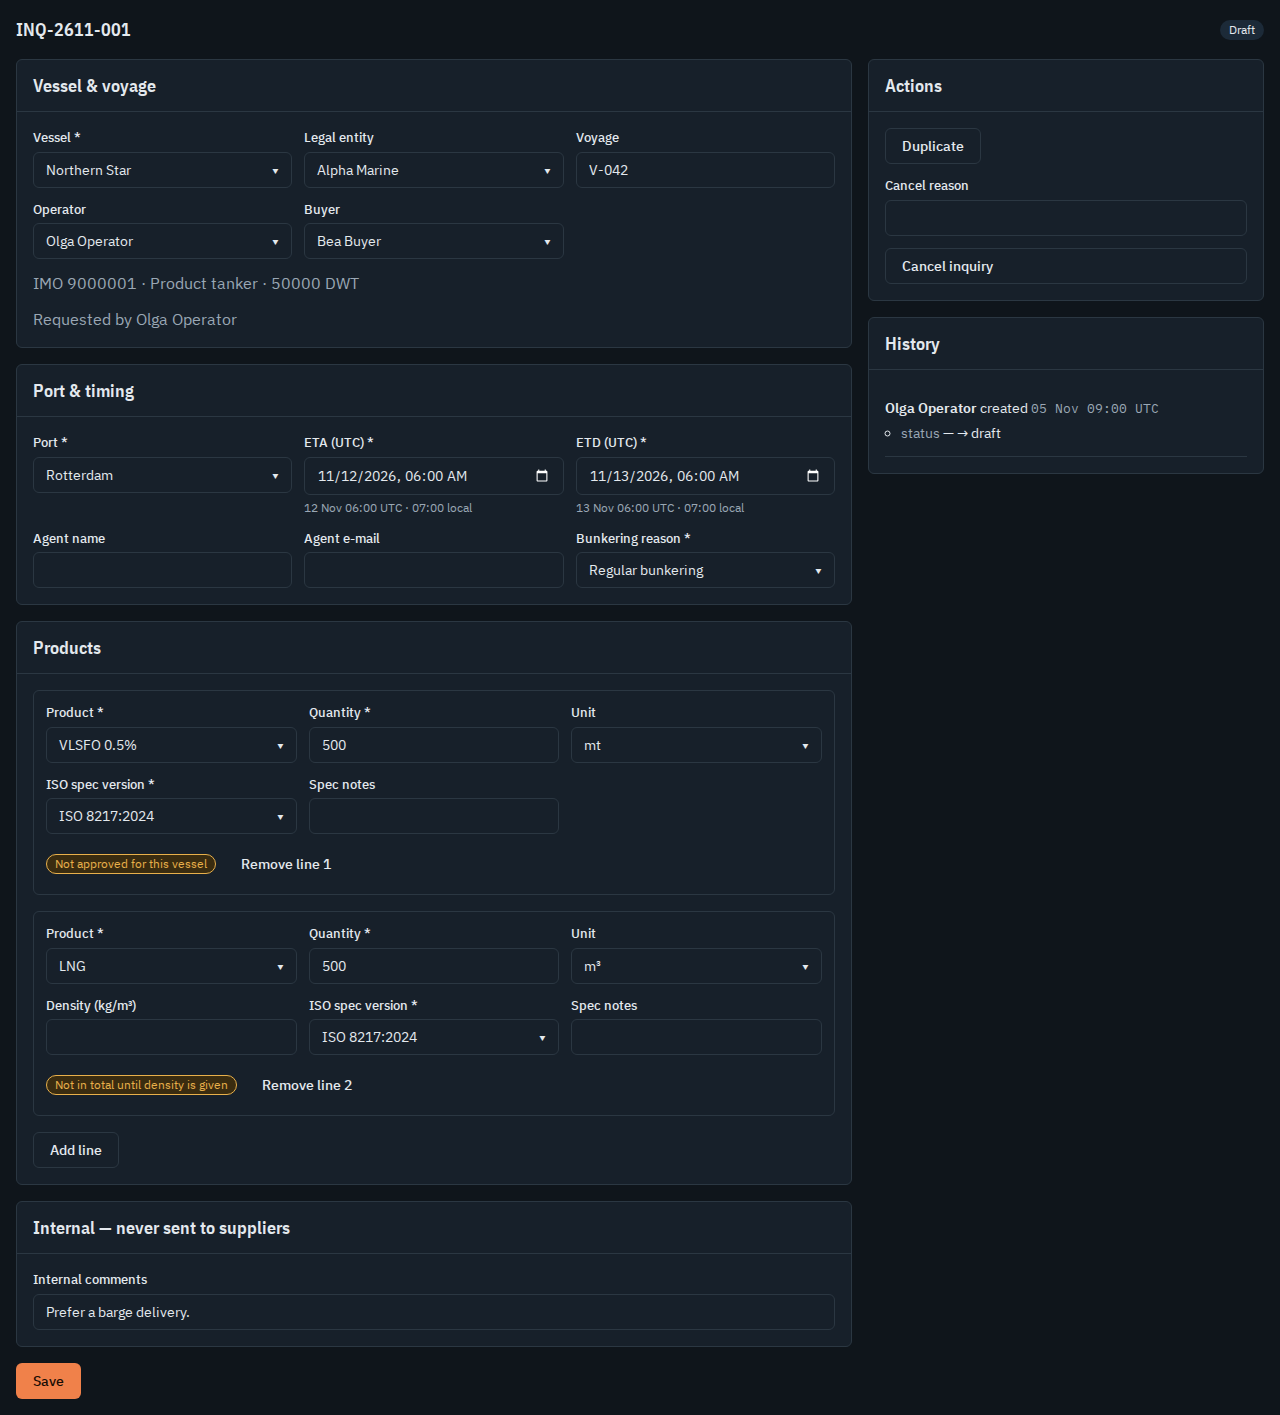 INQ-2611-001
Draft
Vessel & voyage
Vessel *
Legal entity
Voyage
Northern Star
Alpha Marine
V-042
Operator
Buyer
Olga Operator
Bea Buyer
IMO 9000001 · Product tanker · 50000 DWT
Requested by Olga Operator
Port & timing
Port *
ETA (UTC) *
ETD (UTC) *
Rotterdam
11/12/2026, 06:00 AM
11/13/2026, 06:00 AM
12 Nov 06:00 UTC · 07:00 local
13 Nov 06:00 UTC · 07:00 local
Agent name
Agent e-mail
Bunkering reason *
Regular bunkering
Products
Product *
Quantity *
Unit
VLSFO 0.5%
500
mt
ISO spec version *
Spec notes
ISO 8217:2024
Not approved for this vessel
Remove line 1
Product *
Quantity *
Unit
LNG
500
m³
Density (kg/m³)
ISO spec version *
Spec notes
ISO 8217:2024
Not in total until density is given
Remove line 2
Add line
Internal — never sent to suppliers
Internal comments
Prefer a barge delivery.
Save
Actions
Duplicate
Cancel reason
Cancel inquiry
History
Olga Operator created 05 Nov 09:00 UTC
status — → draft